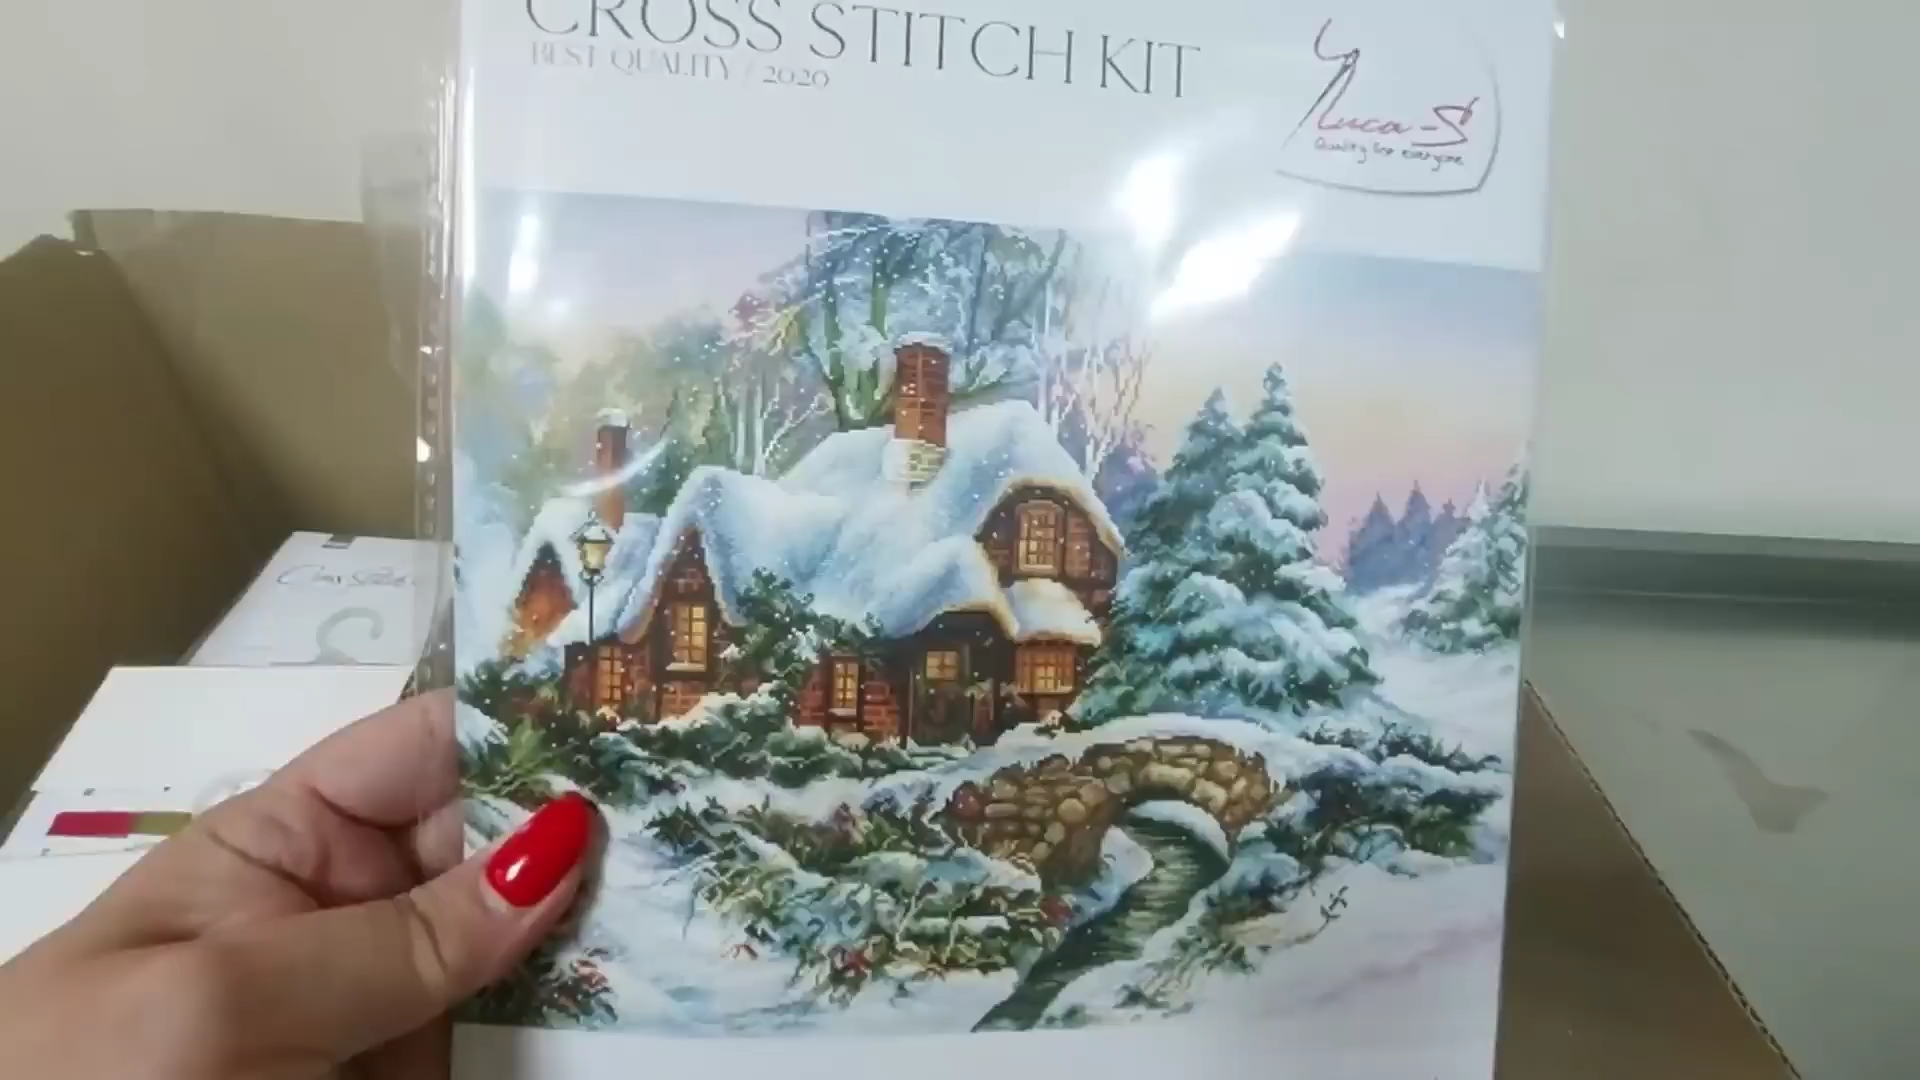 CROSS STITCH KIT
BEST QUALITY / 2020
Luca-S
Quality for everyone